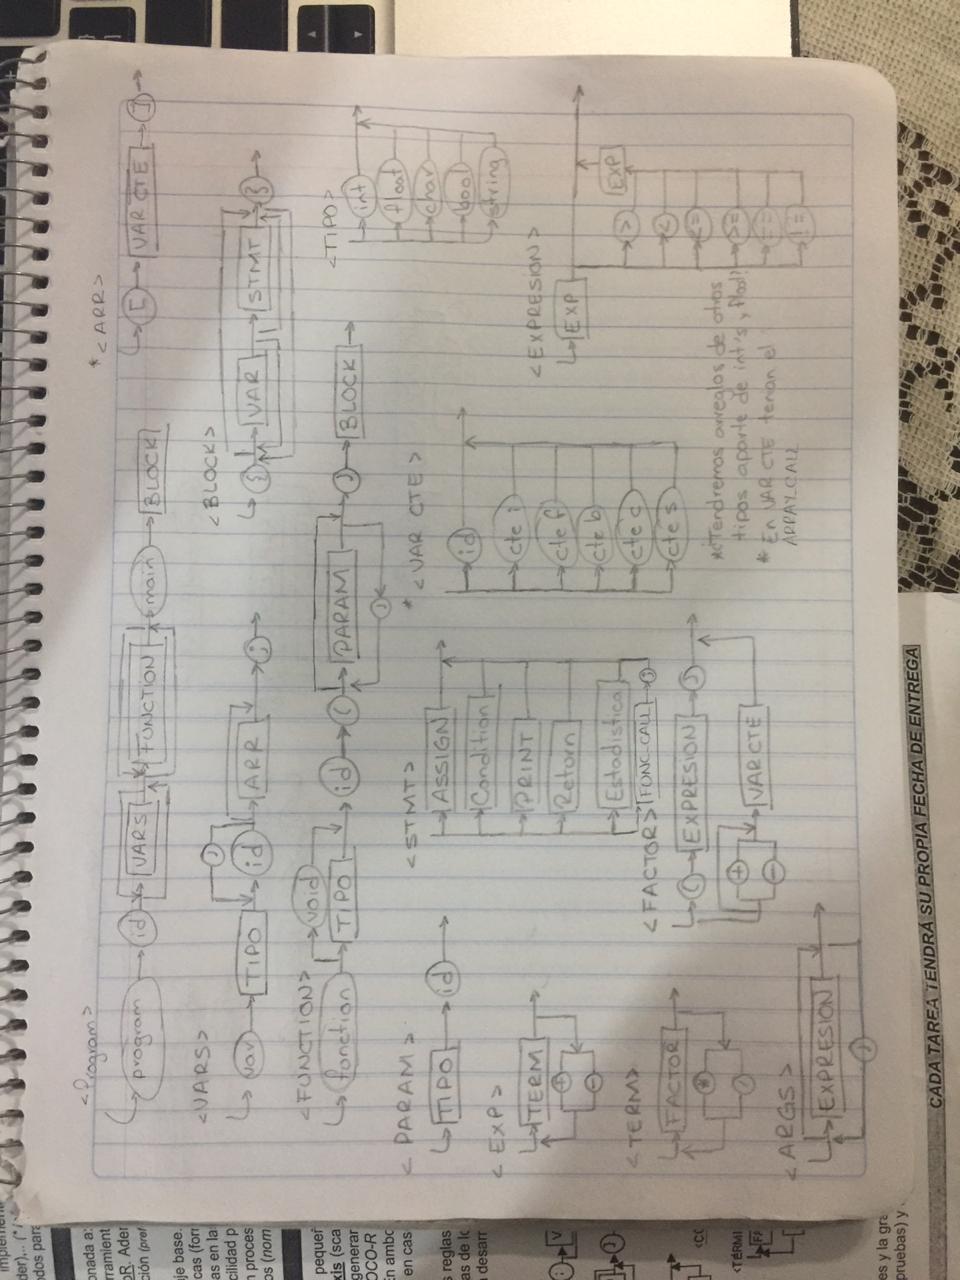 <Program>
program
id
VARS
FUNCTION
main
BLOCK
* <ARR>
[
VAR CTE
]
<VARS>
var
TIPO
id
,
ARR
;
<BLOCK>
{
VAR
STMT
}
<FUNCTION>
function
void
TIPO
id
(
PARAM
,
)
BLOCK
<TIPO>
int
float
char
bool
string
<PARAM>
TIPO
id
<STMT>
ASSIGN
Condition
PRINT
Return
Estadistica
FUNC.CALL
;
* <VAR CTE>
id
cte i
cte f
cte b
cte c
cte s
<EXPRESION>
EXP
>
<
<=
>=
==
!=
EXP
<EXP>
TERM
+
-
<TERM>
FACTOR
*
/
<FACTOR>
(
EXPRESION
)
+
-
VAR CTE
<ARGS>
EXPRESION
,
*¿Tendremos arreglos de otros
tipos aparte de int's,
* En VAR CTE tenían el
ARRAY.CALL
CADA TAREA TENDRÁ SU PROPIA FECHA DE ENTREGA